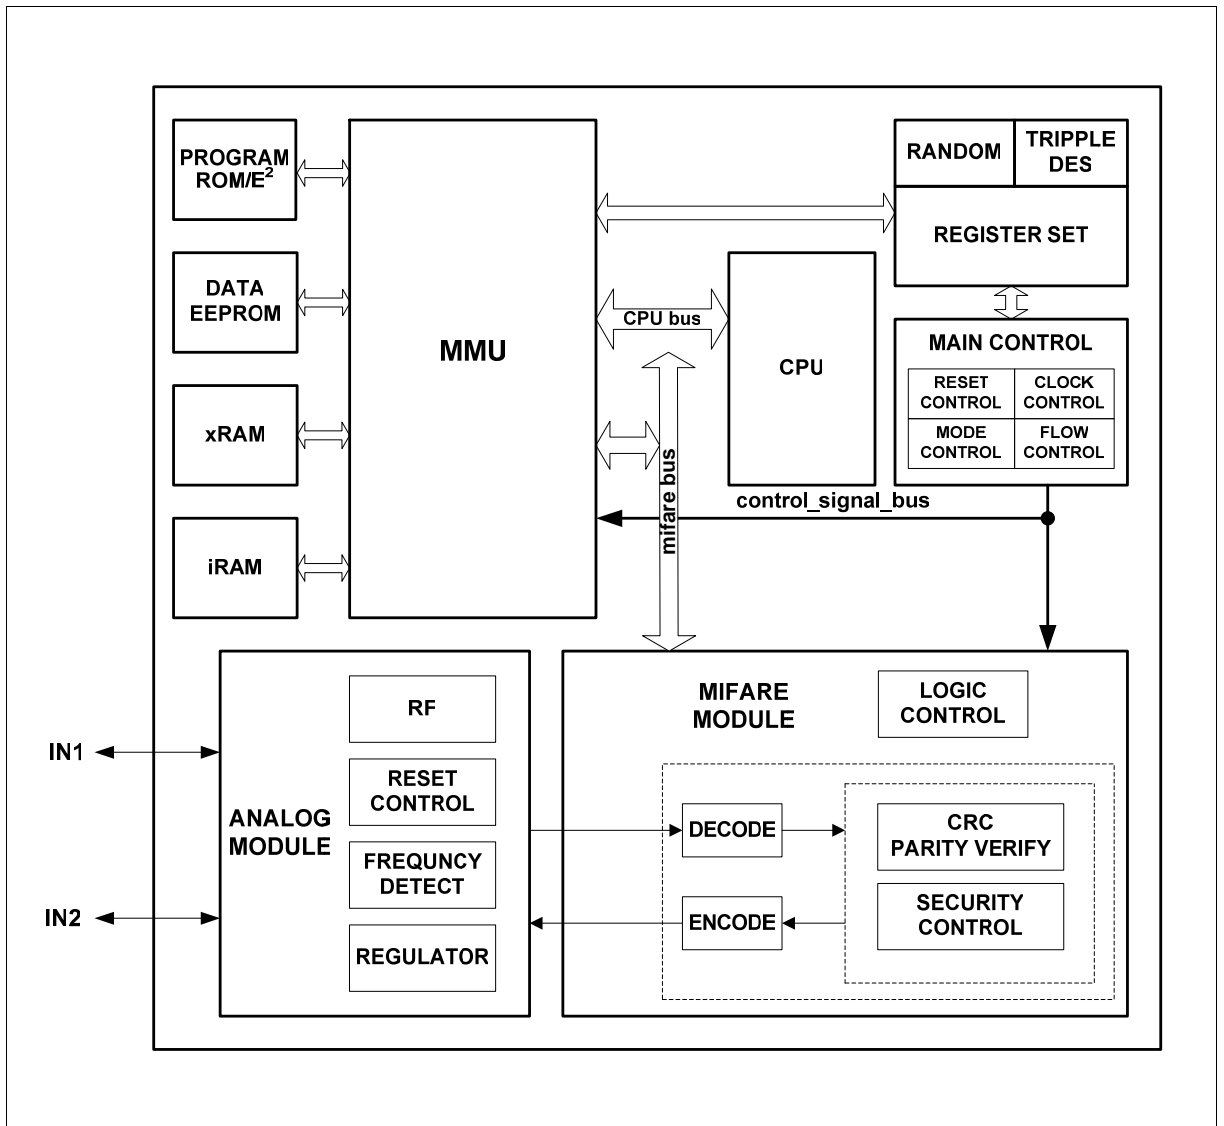 PROGRAM
ROM/E²
RANDOM
TRIPPLE
DES
REGISTER SET
DATA
EEPROM
MMU
CPU bus
CPU
MAIN CONTROL
RESET
CONTROL
CLOCK
CONTROL
MODE
CONTROL
FLOW
CONTROL
xRAM
mifare bus
control_signal_bus
iRAM
ANALOG
MODULE
RF
RESET
CONTROL
FREQUNCY
DETECT
REGULATOR
IN1
IN2
MIFARE
MODULE
LOGIC
CONTROL
DECODE
ENCODE
CRC
PARITY VERIFY
SECURITY
CONTROL